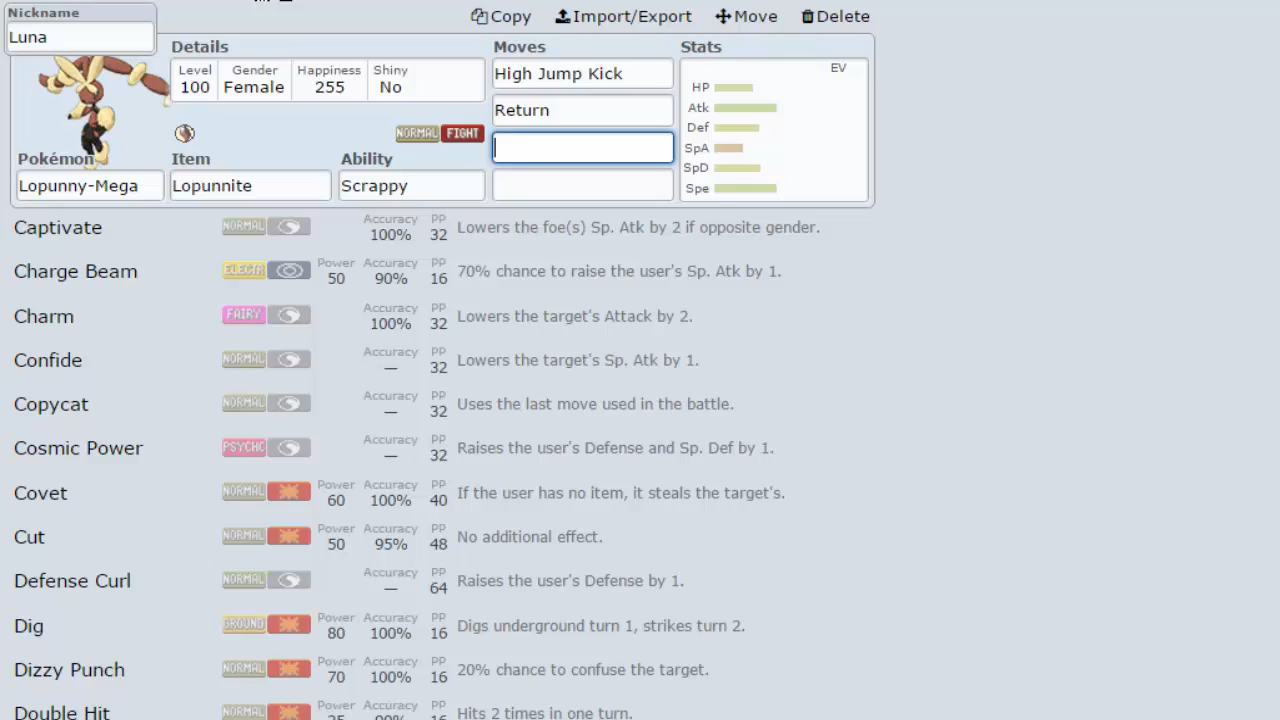 Nickname
Luna
Copy Import/Export Move Delete
Details
Level Gender Happiness Shiny
100 Female 255 No
NORMAL FIGHT
Pokémon Item Ability
Lopunny-Mega Lopunnite Scrappy
Moves
High Jump Kick
Return
Stats
EV
HP
Atk
Def
SpA
SpD
Spe
Captivate NORMAL Accuracy 100% PP 32 Lowers the foe(s) Sp. Atk by 2 if opposite gender.
Charge Beam ELECTR Power 50 Accuracy 90% PP 16 70% chance to raise the user's Sp. Atk by 1.
Charm FAIRY Accuracy 100% PP 32 Lowers the target's Attack by 2.
Confide NORMAL Accuracy — PP 32 Lowers the target's Sp. Atk by 1.
Copycat NORMAL Accuracy — PP 32 Uses the last move used in the battle.
Cosmic Power PSYCHC Accuracy — PP 32 Raises the user's Defense and Sp. Def by 1.
Covet NORMAL Power 60 Accuracy 100% PP 40 If the user has no item, it steals the target's.
Cut NORMAL Power 50 Accuracy 95% PP 48 No additional effect.
Defense Curl NORMAL Accuracy — PP 64 Raises the user's Defense by 1.
Dig GROUND Power 80 Accuracy 100% PP 16 Digs underground turn 1, strikes turn 2.
Dizzy Punch NORMAL Power 70 Accuracy 100% PP 16 20% chance to confuse the target.
Double Hit NORMAL Power 35 Accuracy 90% PP 16 Hits 2 times in one turn.